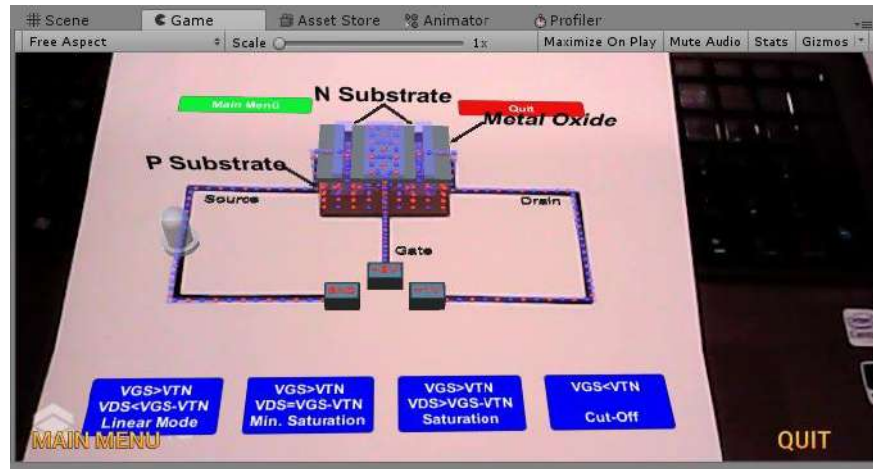 Scene Game Asset Store Animator Profiler
Free Aspect Scale 1x Maximize On Play Mute Audio Stats Gizmos
N Substrate
Main Menü Quit
Metal Oxide
P Substrate
Source Drain
Gate
VGS>VTN
VDS<VGS-VTN
Linear Mode
VGS>VTN
VDS=VGS-VTN
Min. Saturation
VGS>VTN
VDS>VGS-VTN
Saturation
VGS<VTN
Cut-Off
MAIN MENU QUIT